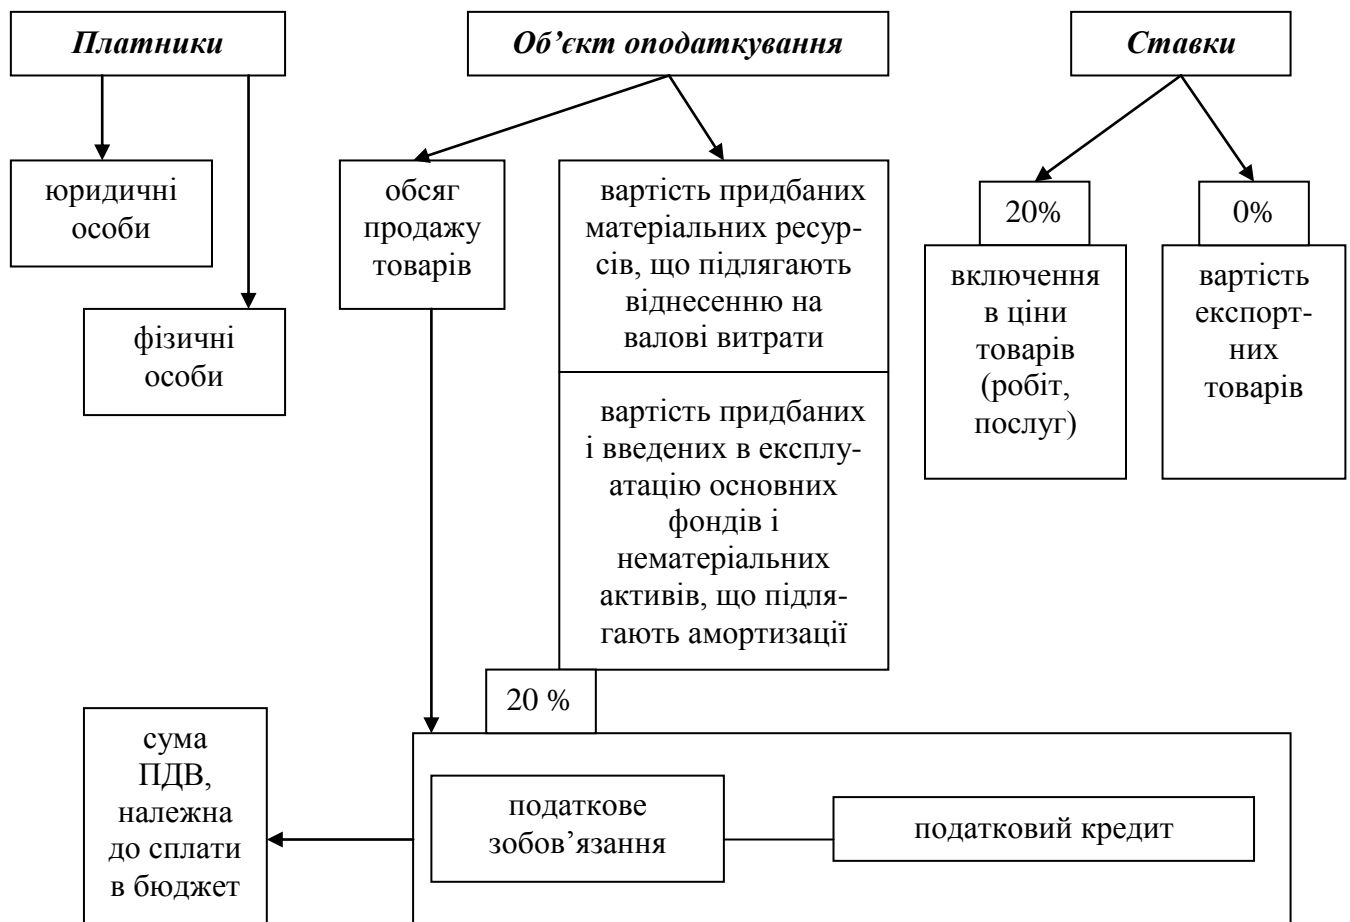 Платники
Об’єкт оподаткування
Ставки
юридичні
особи
фізичні
особи
обсяг
продажу
товарів
вартість придбаних
матеріальних ресур-
сів, що підлягають
віднесенню на
валові витрати
вартість придбаних
і введених в експлу-
атацію основних
фондів і
нематеріальних
активів, що підля-
гають амортизації
20%
включення
в ціни
товарів
(робіт,
послуг)
0%
вартість
експорт-
них
товарів
20 %
сума
ПДВ,
належна
до сплати
в бюджет
податкове
зобов’язання
податковий кредит